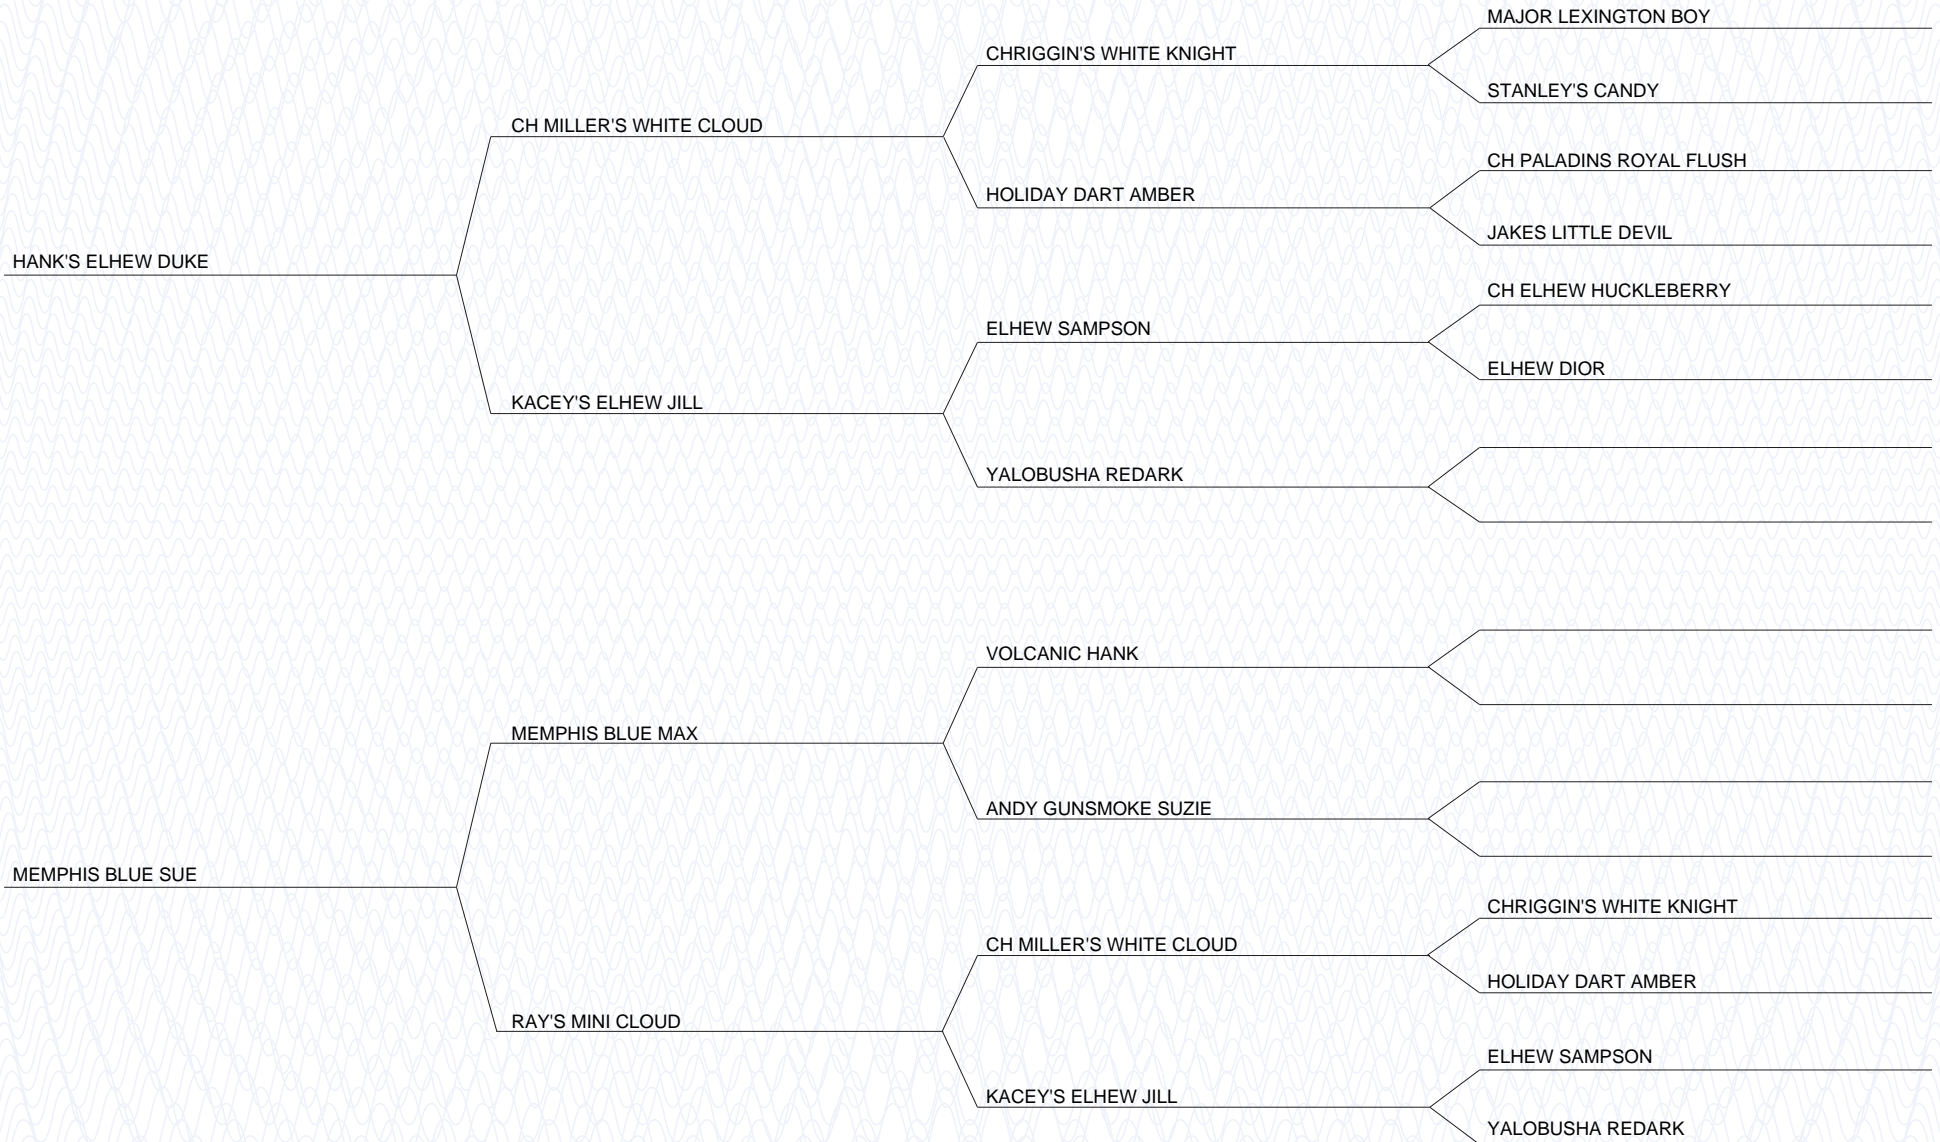 MAJOR LEXINGTON BOY
CHRIGGIN'S WHITE KNIGHT
STANLEY'S CANDY
CH MILLER'S WHITE CLOUD
CH PALADINS ROYAL FLUSH
HOLIDAY DART AMBER
JAKES LITTLE DEVIL
HANK'S ELHEW DUKE
CH ELHEW HUCKLEBERRY
ELHEW SAMPSON
ELHEW DIOR
KACEY'S ELHEW JILL
YALOBUSHA REDARK
VOLCANIC HANK
MEMPHIS BLUE MAX
ANDY GUNSMOKE SUZIE
MEMPHIS BLUE SUE
CHRIGGIN'S WHITE KNIGHT
CH MILLER'S WHITE CLOUD
HOLIDAY DART AMBER
RAY'S MINI CLOUD
ELHEW SAMPSON
KACEY'S ELHEW JILL
YALOBUSHA REDARK